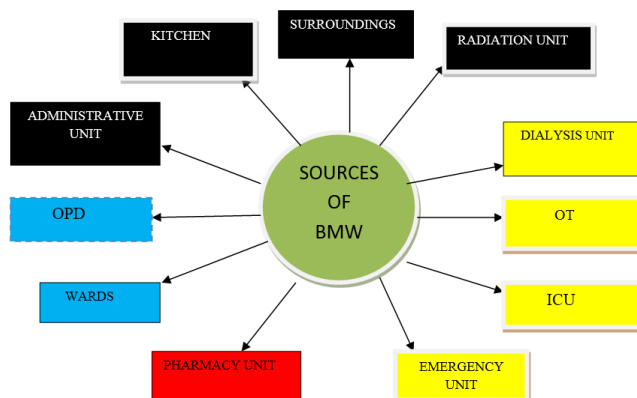 SURROUNDINGS
KITCHEN
RADIATION UNIT
ADMINISTRATIVE
UNIT
DIALYSIS UNIT
SOURCES
OF
BMW
OPD
OT
WARDS
ICU
PHARMACY UNIT
EMERGENCY
UNIT